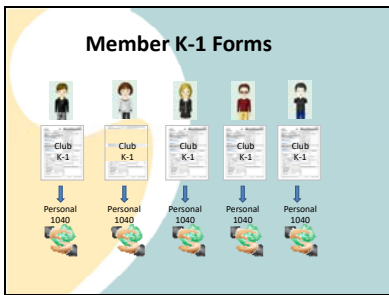 Member K-1 Forms
Club Club Club Club Club
K-1 K-1 K-1 K-1 K-1
Personal Personal Personal Personal Personal
1040 1040 1040 1040 1040